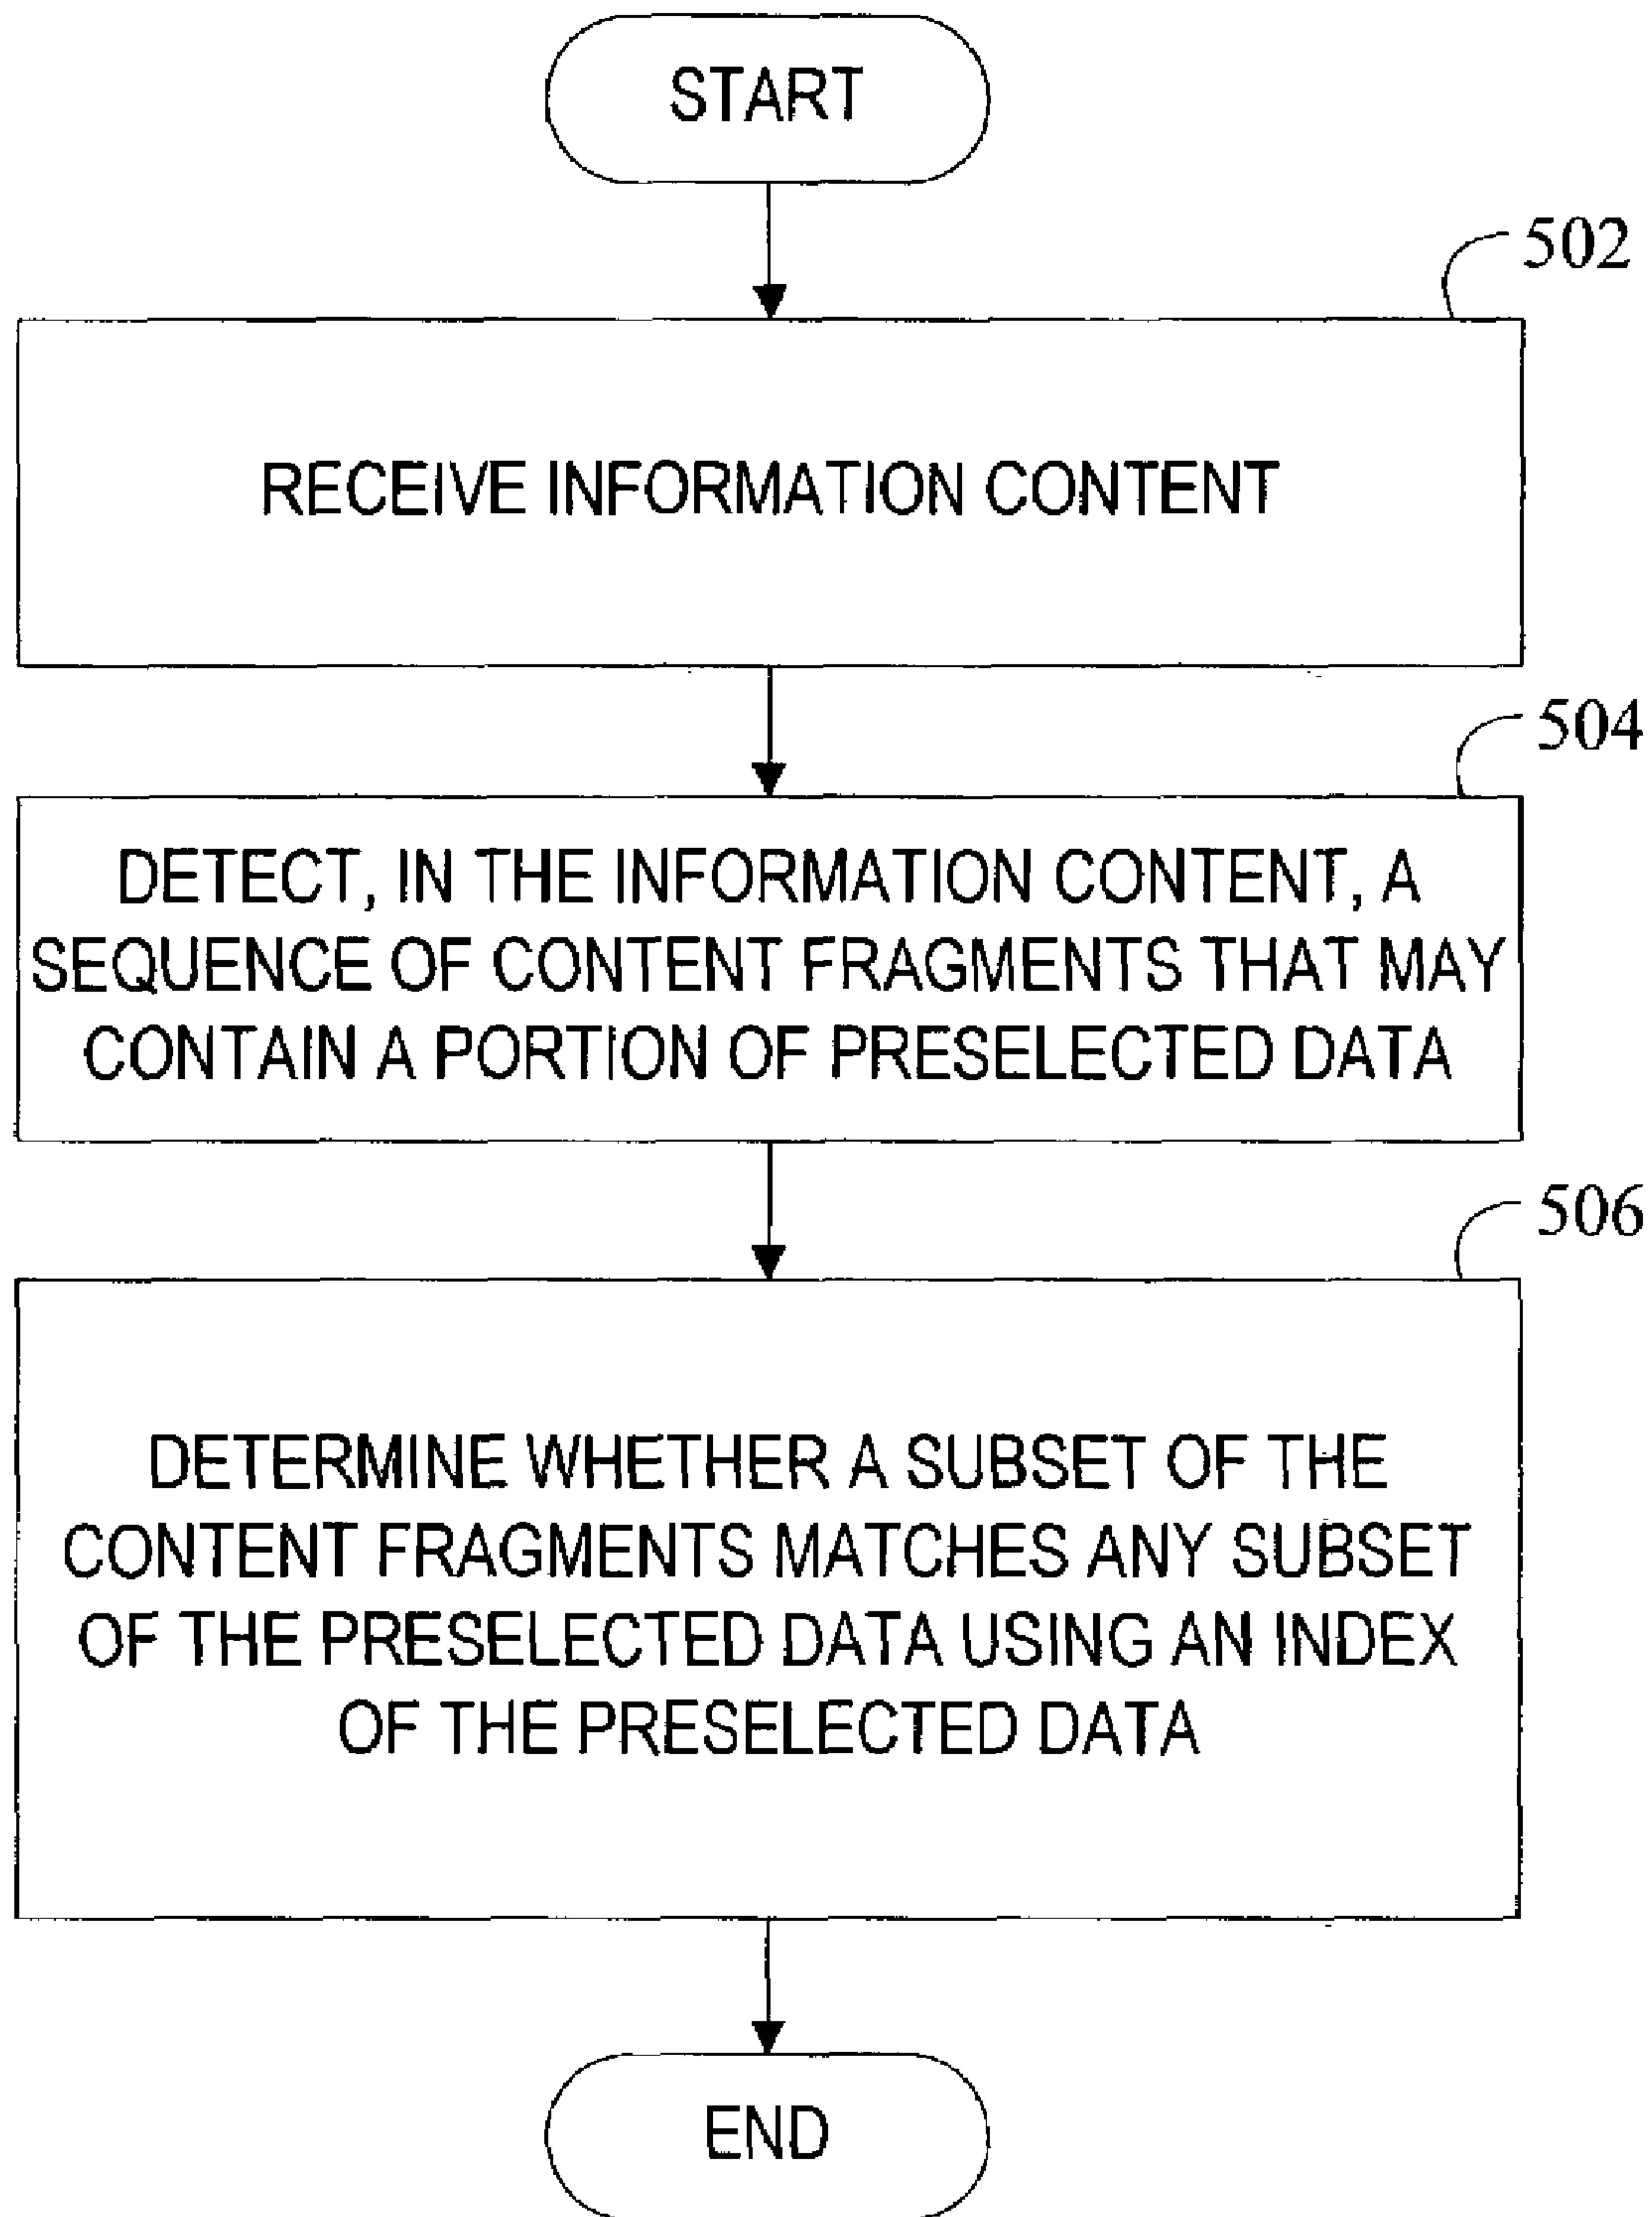 START
502
RECEIVE INFORMATION CONTENT
504
DETECT, IN THE INFORMATION CONTENT, A
SEQUENCE OF CONTENT FRAGMENTS THAT MAY
CONTAIN A PORTION OF PRESELECTED DATA
506
DETERMINE WHETHER A SUBSET OF THE
CONTENT FRAGMENTS MATCHES ANY SUBSET
OF THE PRESELECTED DATA USING AN INDEX
OF THE PRESELECTED DATA
END